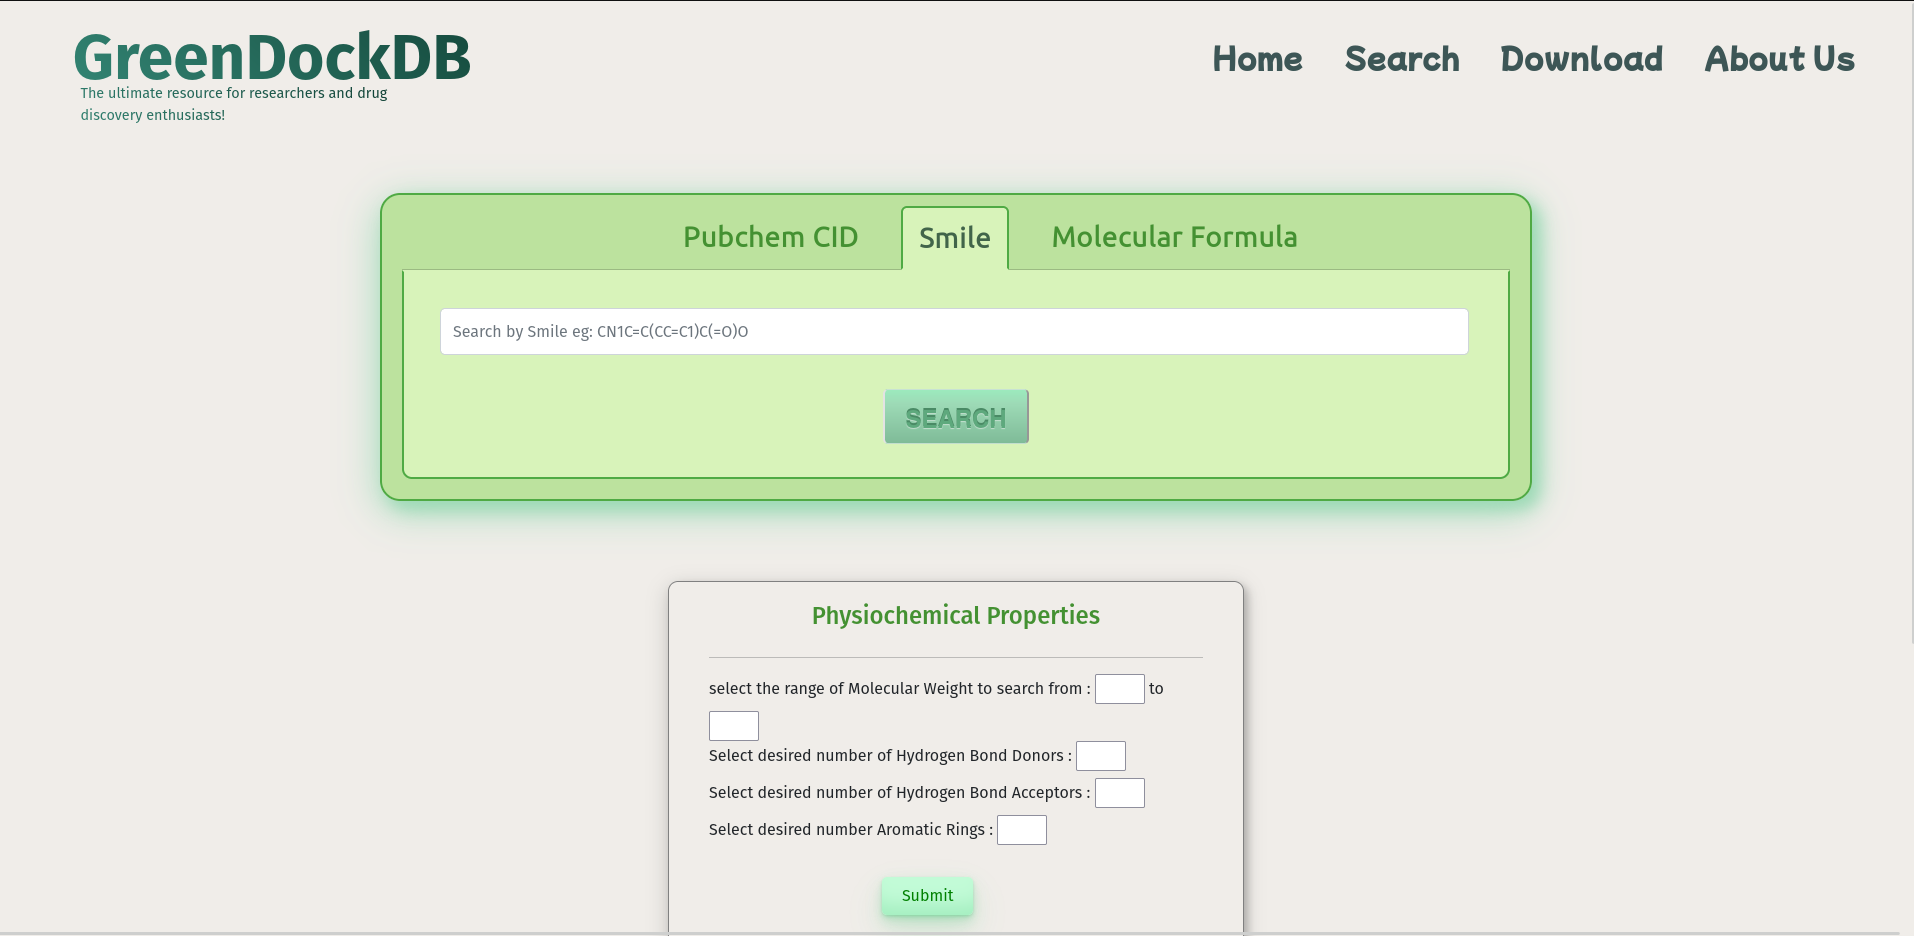 GreenDockDB
The ultimate resource for researchers and drug
discovery enthusiasts!
Home Search Download About Us
Pubchem CID Smile Molecular Formula
Search by Smile eg: CN1C=C(CC=C1)C(=O)O
SEARCH
Physiochemical Properties
select the range of Molecular Weight to search from : to
Select desired number of Hydrogen Bond Donors :
Select desired number of Hydrogen Bond Acceptors :
Select desired number Aromatic Rings :
Submit